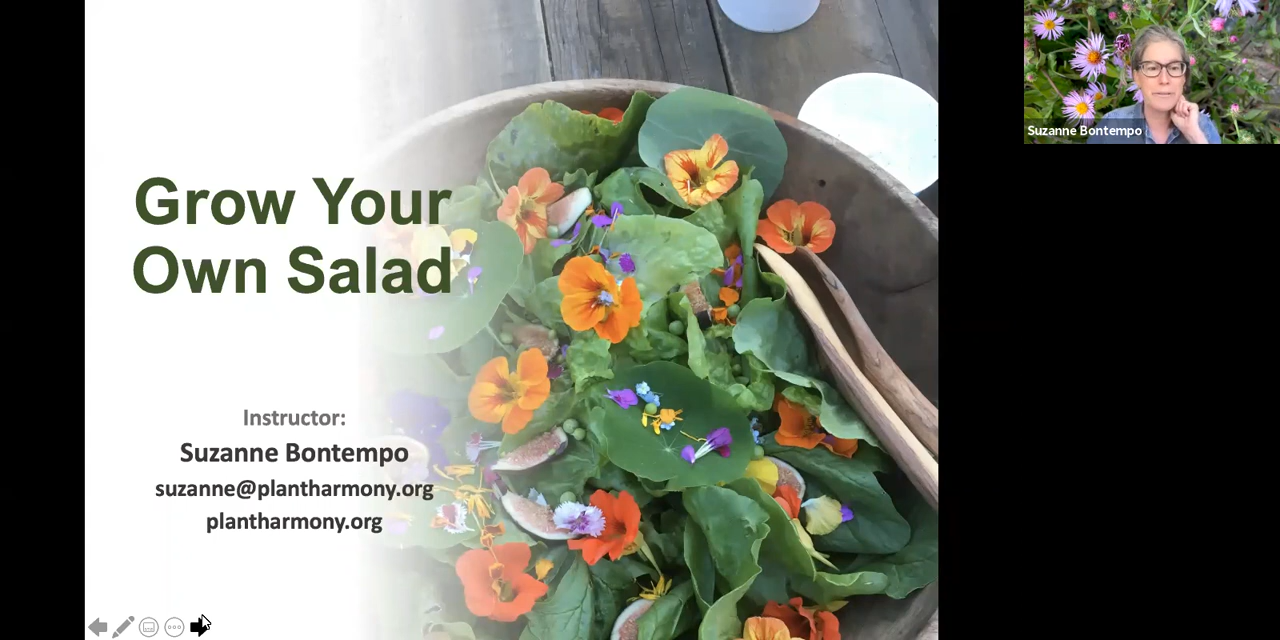 Grow Your
Own Salad
Instructor:
Suzanne Bontempo
suzanne@plantharmony.org
plantharmony.org
Suzanne Bontempo